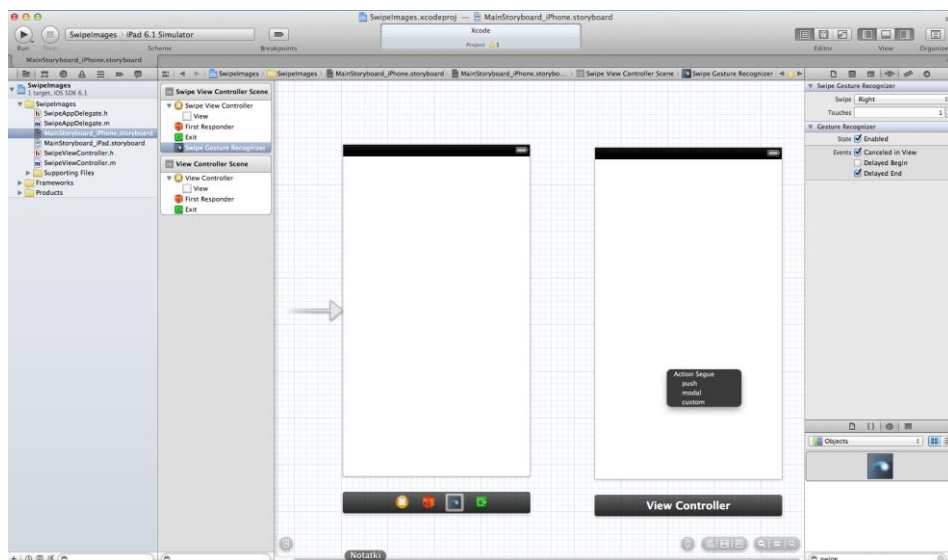 SwipeImages.xcodeproj — MainStoryboard_iPhone.storyboard
Run
Stop
SwipeImages
iPad 6.1 Simulator
Scheme
Breakpoints
Xcode
Project 1
Editor
View
Organizer
MainStoryboard_iPhone.storyboard
SwipeImages
SwipeImages
MainStoryboard_iPhone.storyboard
MainStoryboard_iPhone.storybo...
Swipe View Controller Scene
Swipe Gesture Recognizer
SwipeImages
1 target, iOS SDK 6.1
SwipeImages
SwipeAppDelegate.h
SwipeAppDelegate.m
MainStoryboard_iPhone.storyboard
MainStoryboard_iPad.storyboard
SwipeViewController.h
SwipeViewController.m
Supporting Files
Frameworks
Products
Swipe View Controller Scene
Swipe View Controller
View
First Responder
Exit
Swipe Gesture Recognizer
View Controller Scene
View Controller
View
First Responder
Exit
Action Segue
push
modal
custom
View Controller
Notatki
Swipe Gesture Recognizer
Swipe Right
Touches 1
Gesture Recognizer
State Enabled
Events Canceled in View
Delayed Begin
Delayed End
Objects
swipe